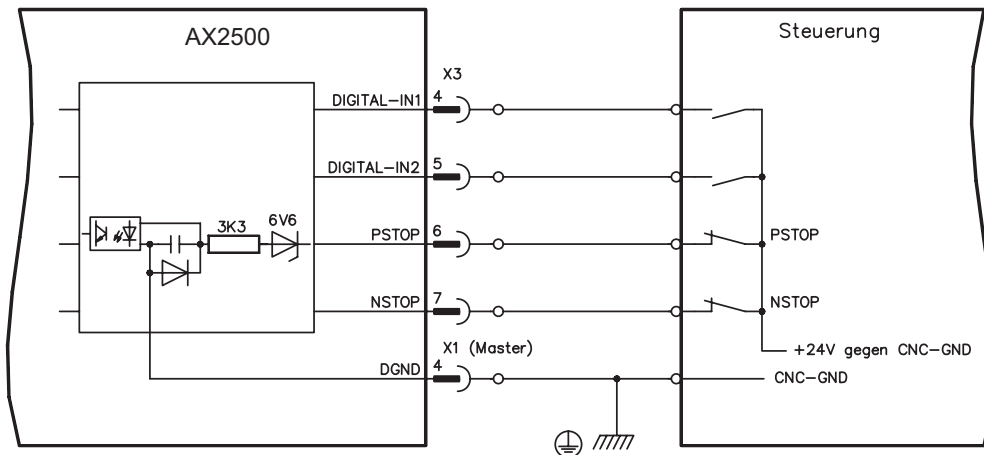 AX2500
Steuerung
X3
DIGITAL-IN1 4
DIGITAL-IN2 5
3K3 6V6
PSTOP 6 PSTOP
NSTOP 7 NSTOP
X1 (Master)
+24V gegen CNC-GND
DGND 4 CNC-GND